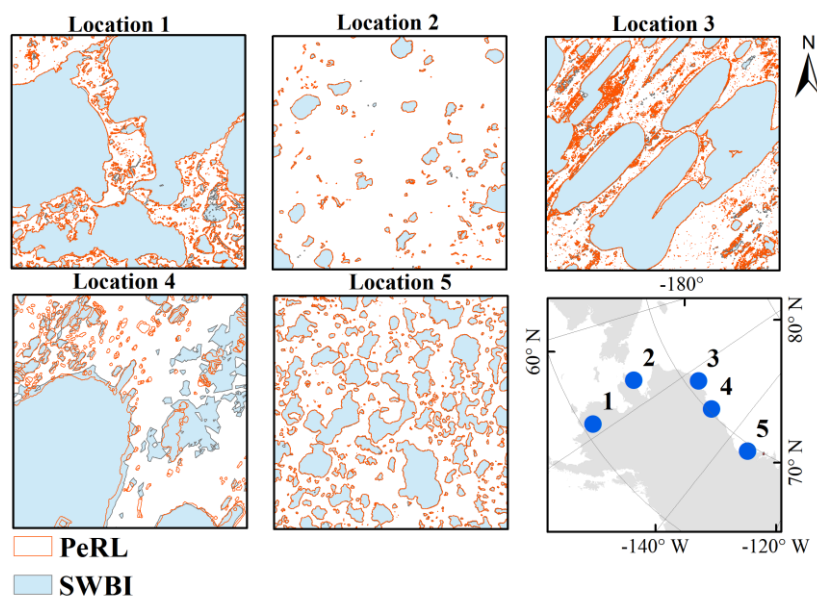 Location 1
Location 2
Location 3
N
Location 4
Location 5
-180°
80° N
60° N
1
2
3
4
5
70° N
-140° W
-120° W
PeRL
SWBI